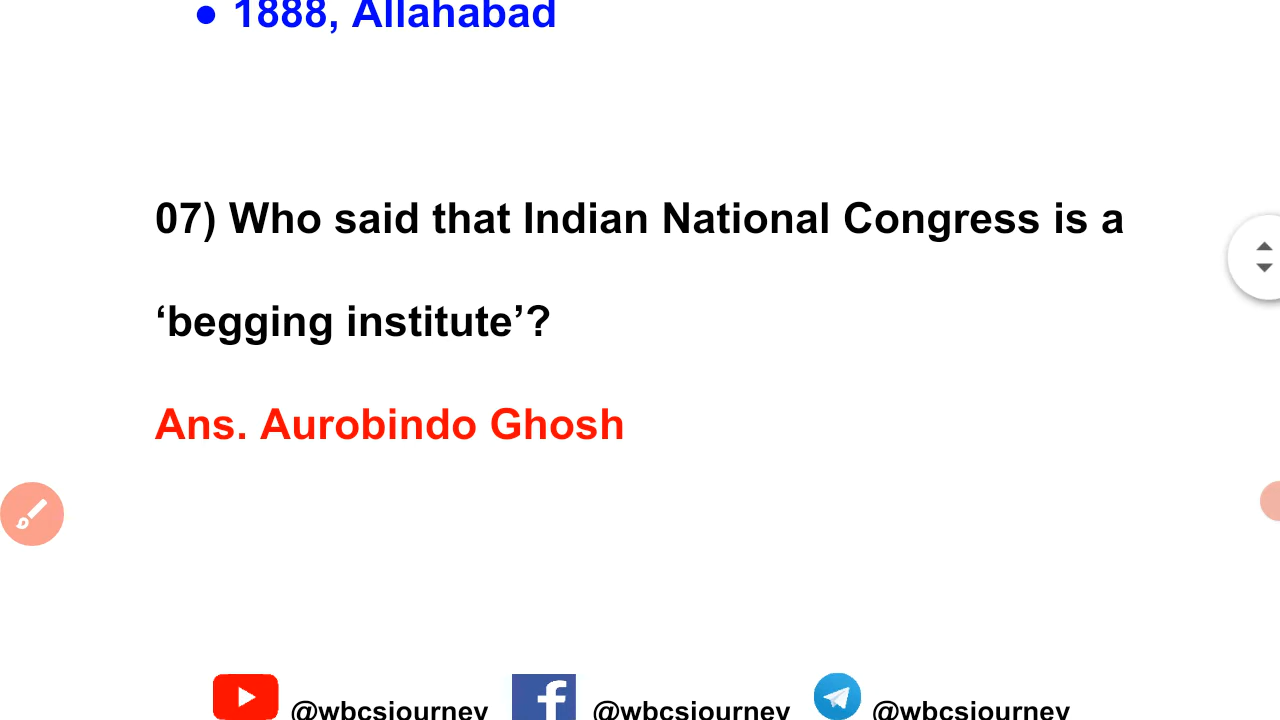 ● 1888, Allahabad
07) Who said that Indian National Congress is a
‘begging institute’?
Ans. Aurobindo Ghosh
@wbcsjourney @wbcsjourney @wbcsjourney